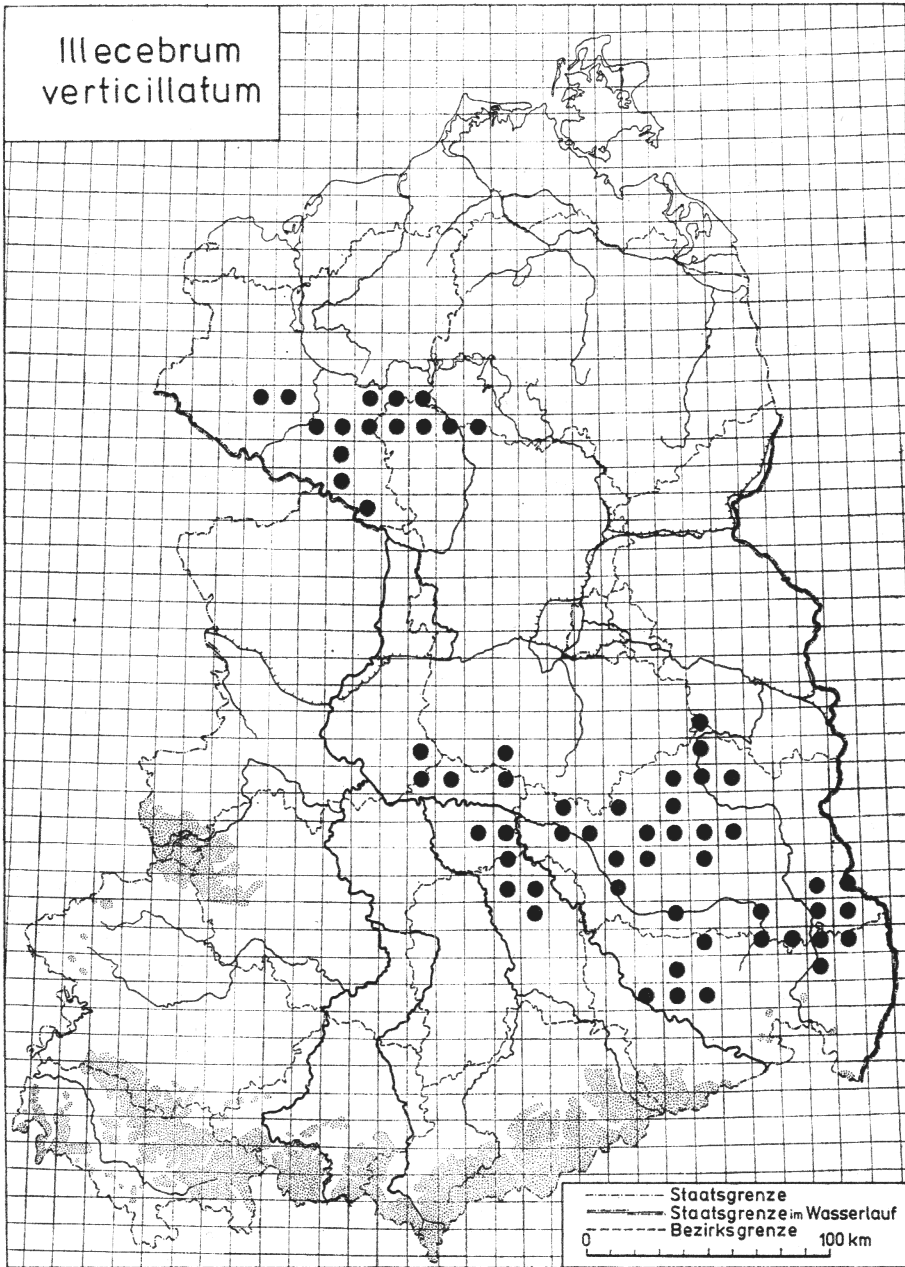 Illecebrum
verticillatum
Staatsgrenze
Staatsgrenze im Wasserlauf
Bezirksgrenze
0 100 km